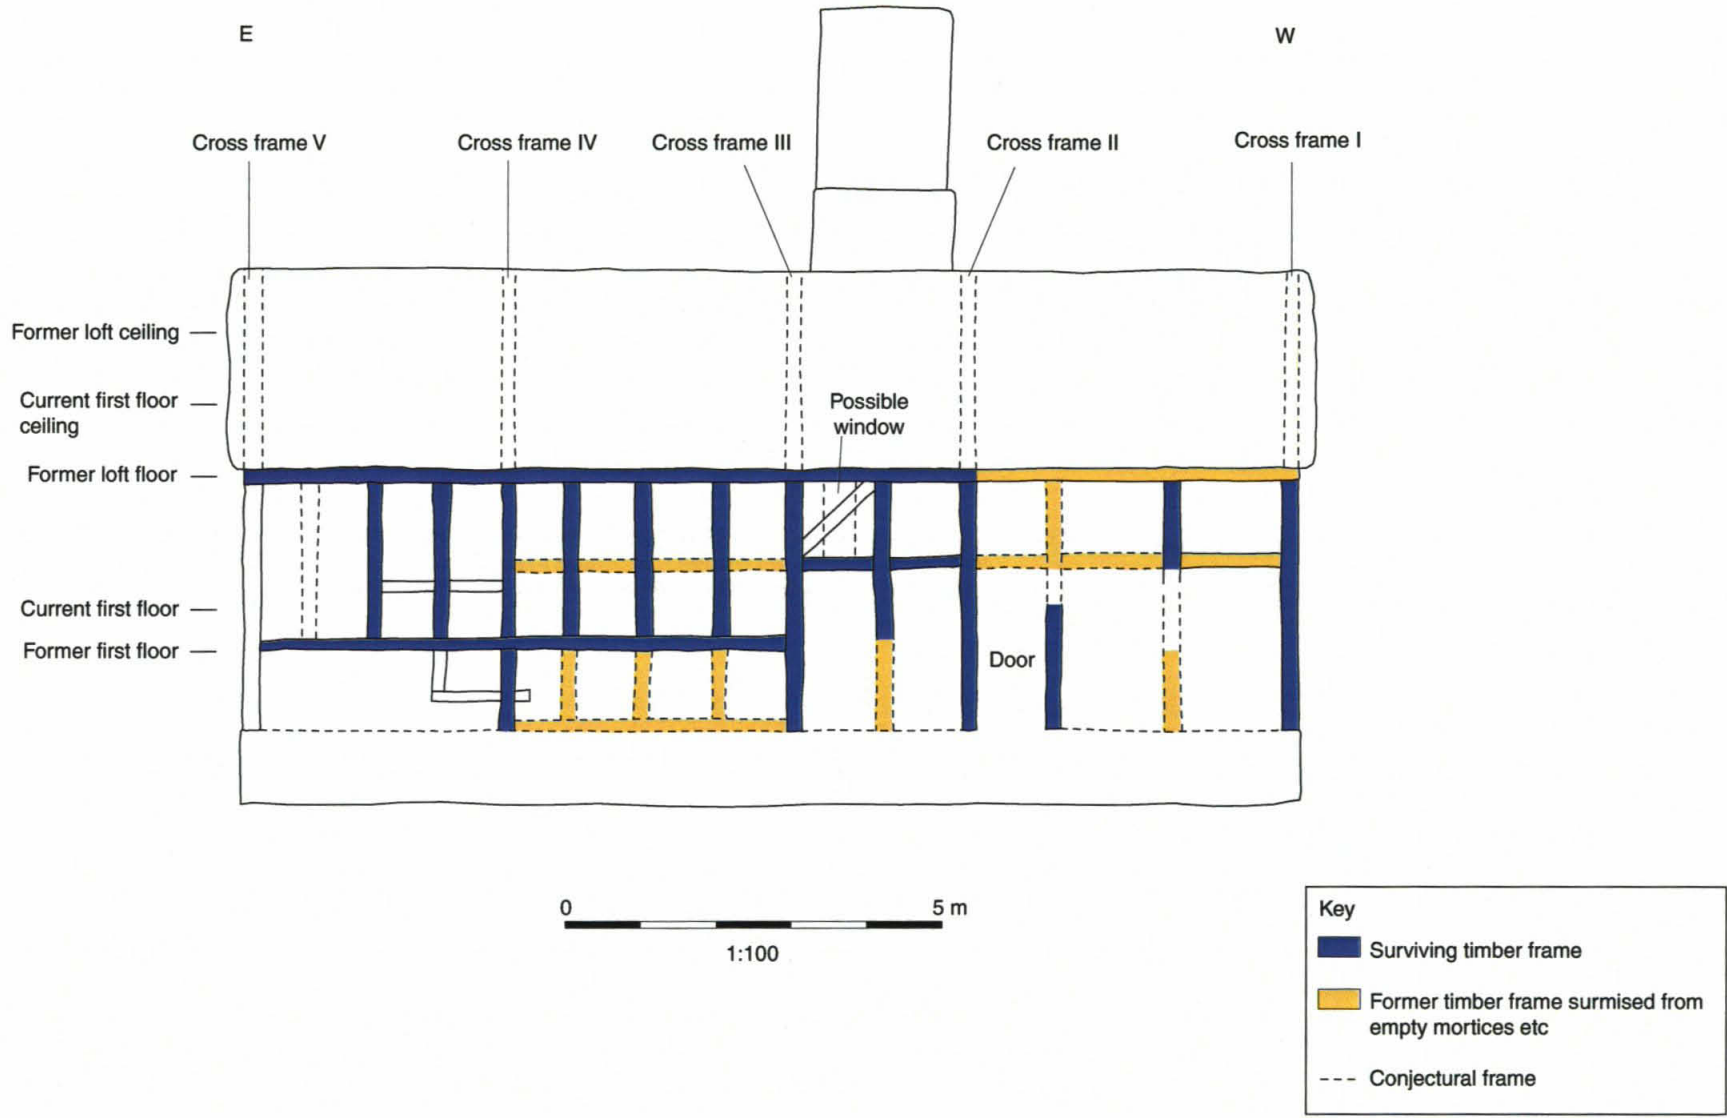 E
W
Cross frame V
Cross frame IV
Cross frame III
Cross frame II
Cross frame I
Former loft ceiling
Current first floor
ceiling
Possible
window
Former loft floor
Current first floor
Former first floor
Door
0
5 m
1:100
Key
Surviving timber frame
Former timber frame surmised from
empty mortices etc
Conjectural frame